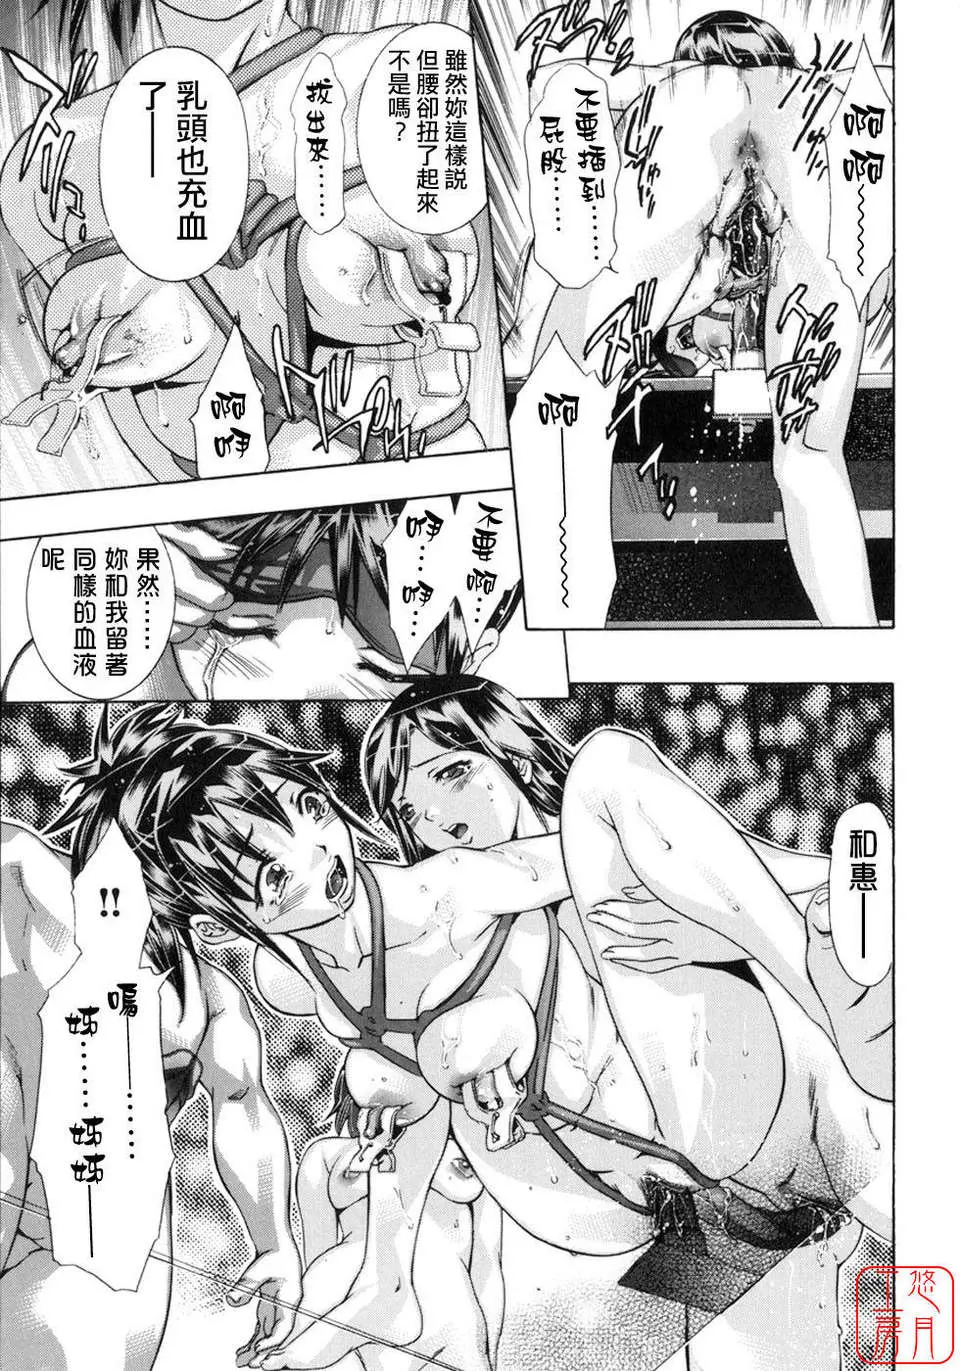 啊啊～～
不要插到……
屁股……
啊——～～
雖然妳這樣說
但腰卻扭了起來
不是嗎？
拔出來……
乳頭也充血
了——
啊咿
不要啊……
咿……咿……
果然……
妳和我留著
同樣的血液
呢
和惠——
!!
嗚………
姊……姊姊——
悠月工房